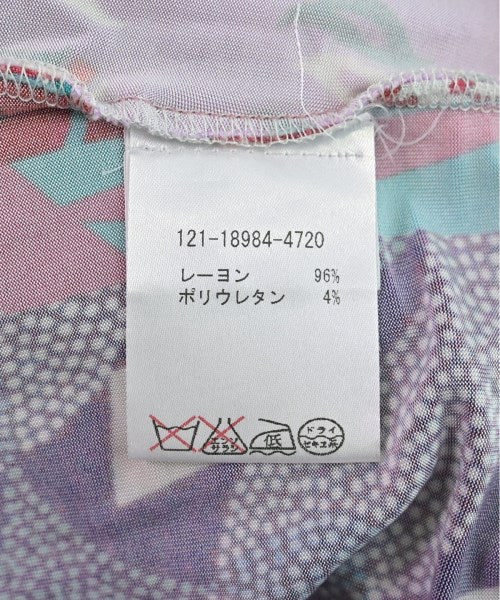 121-18984-4720
レーヨン 96%
ポリウレタン 4%
エンソ サラシ 低 ドライ セキユ系